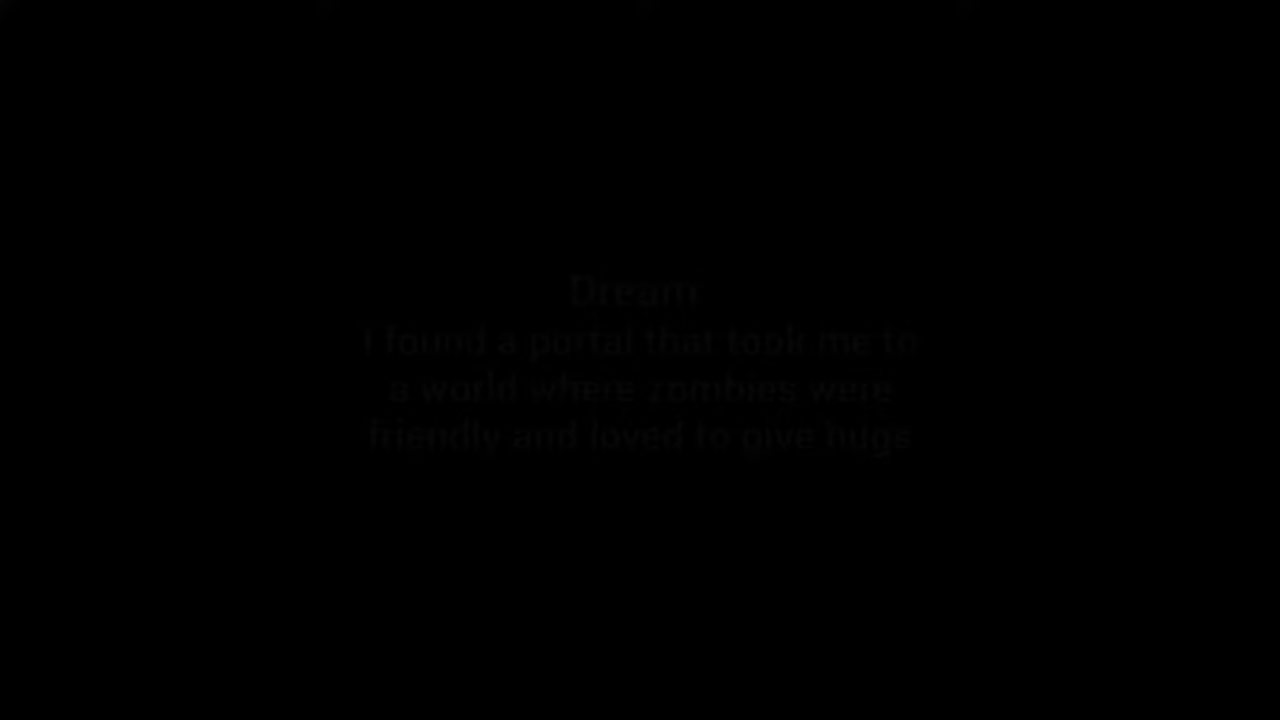 Dream
I found a portal that took me to
a world where zombies were
friendly and loved to give hugs